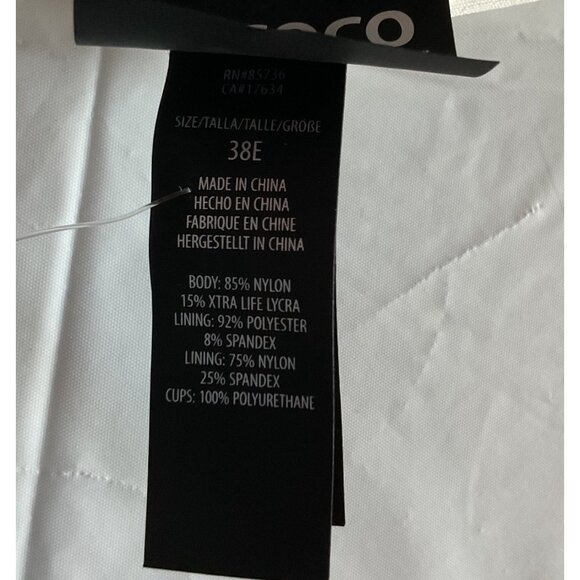 coco
RN#85736
CA#17634
SIZE/TALLA/TALLE/GRÖBE
38E
MADE IN CHINA
HECHO EN CHINA
FABRIQUE EN CHINE
HERGESTELLT IN CHINA
BODY: 85% NYLON
15% XTRA LIFE LYCRA
LINING: 92% POLYESTER
8% SPANDEX
LINING: 75% NYLON
25% SPANDEX
CUPS: 100% POLYURETHANE